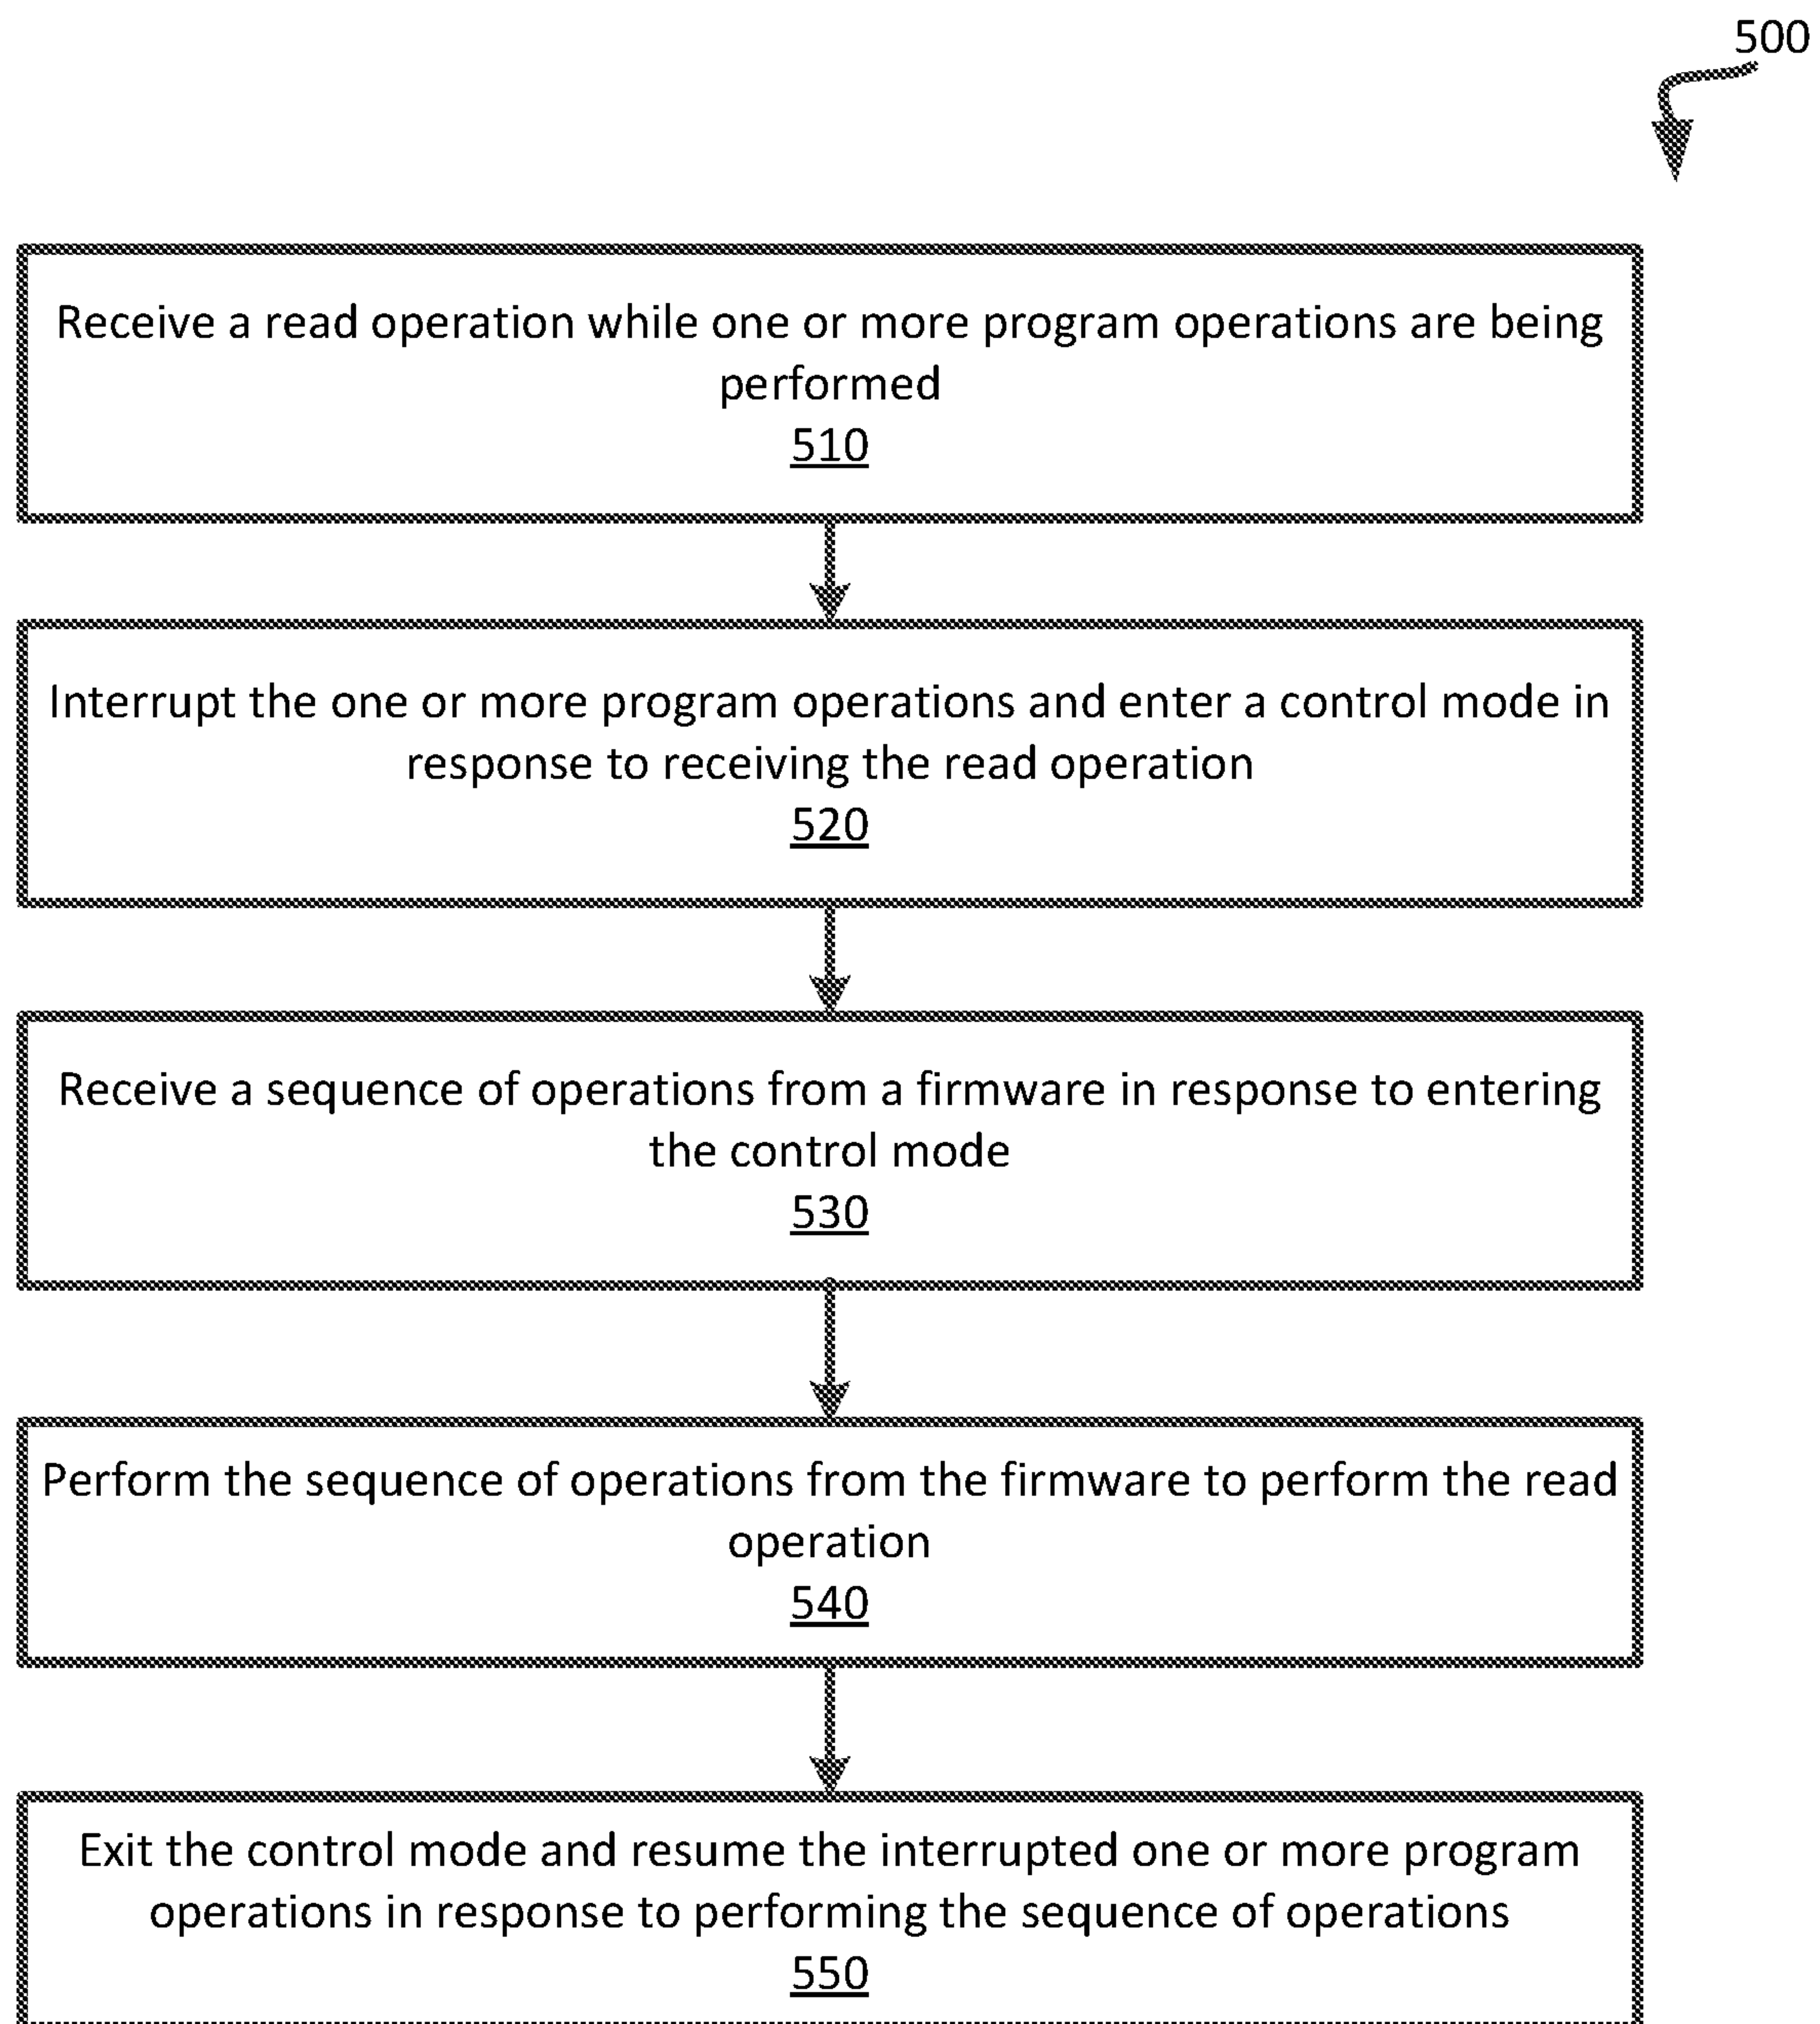 500
Receive a read operation while one or more program operations are being
performed
510
Interrupt the one or more program operations and enter a control mode in
response to receiving the read operation
520
Receive a sequence of operations from a firmware in response to entering
the control mode
530
Perform the sequence of operations from the firmware to perform the read
operation
540
Exit the control mode and resume the interrupted one or more program
operations in response to performing the sequence of operations
550